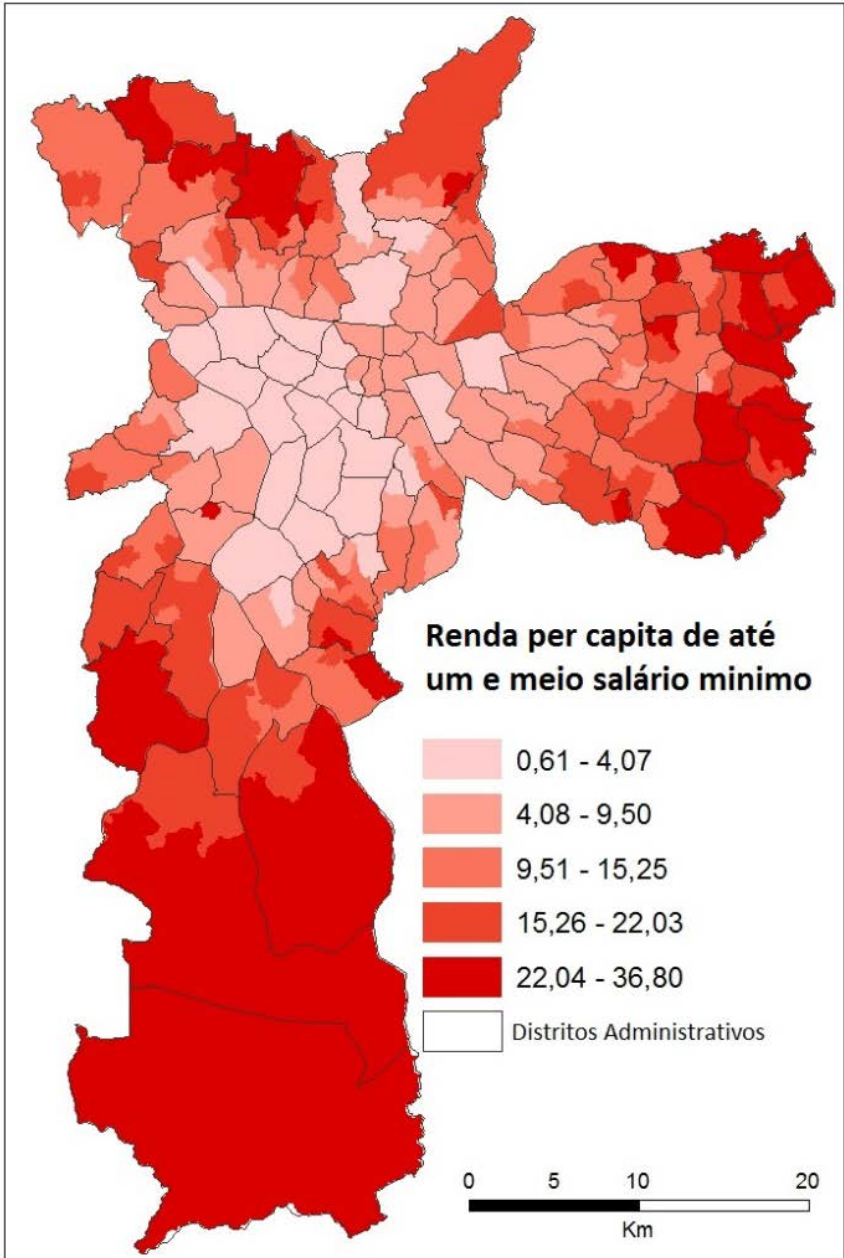 Renda per capita de até
um e meio salário minimo
0,61 - 4,07
4,08 - 9,50
9,51 - 15,25
15,26 - 22,03
22,04 - 36,80
Distritos Administrativos
0 5 10 20
Km